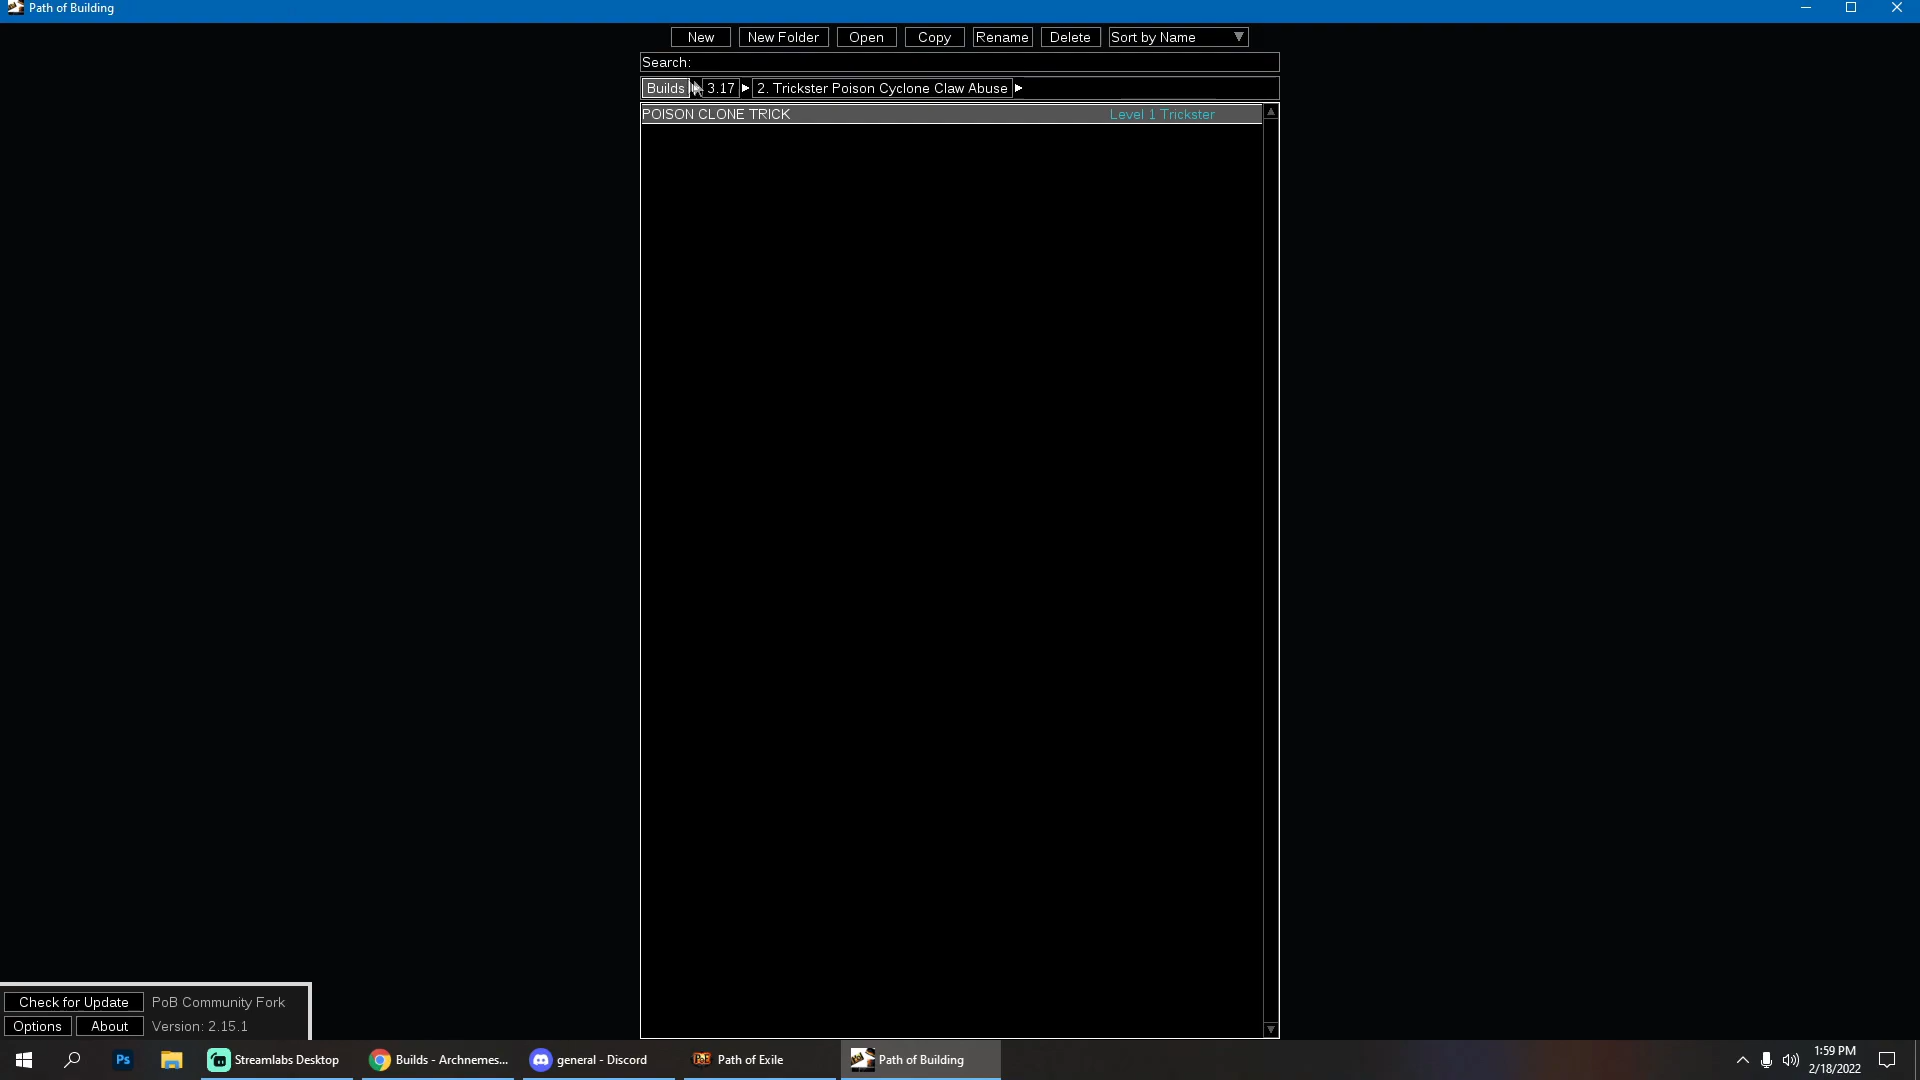 Path of Building
New New Folder Open Copy Rename Delete Sort by Name
Search:
Builds 3.17 2. Trickster Poison Cyclone Claw Abuse
POISON CLONE TRICK Level 1 Trickster
Check for Update PoB Community Fork
Options About Version: 2.15.1
Ps Streamlabs Desktop Builds - Archnemes... general - Discord Path of Exile Path of Building
1:59 PM
2/18/2022